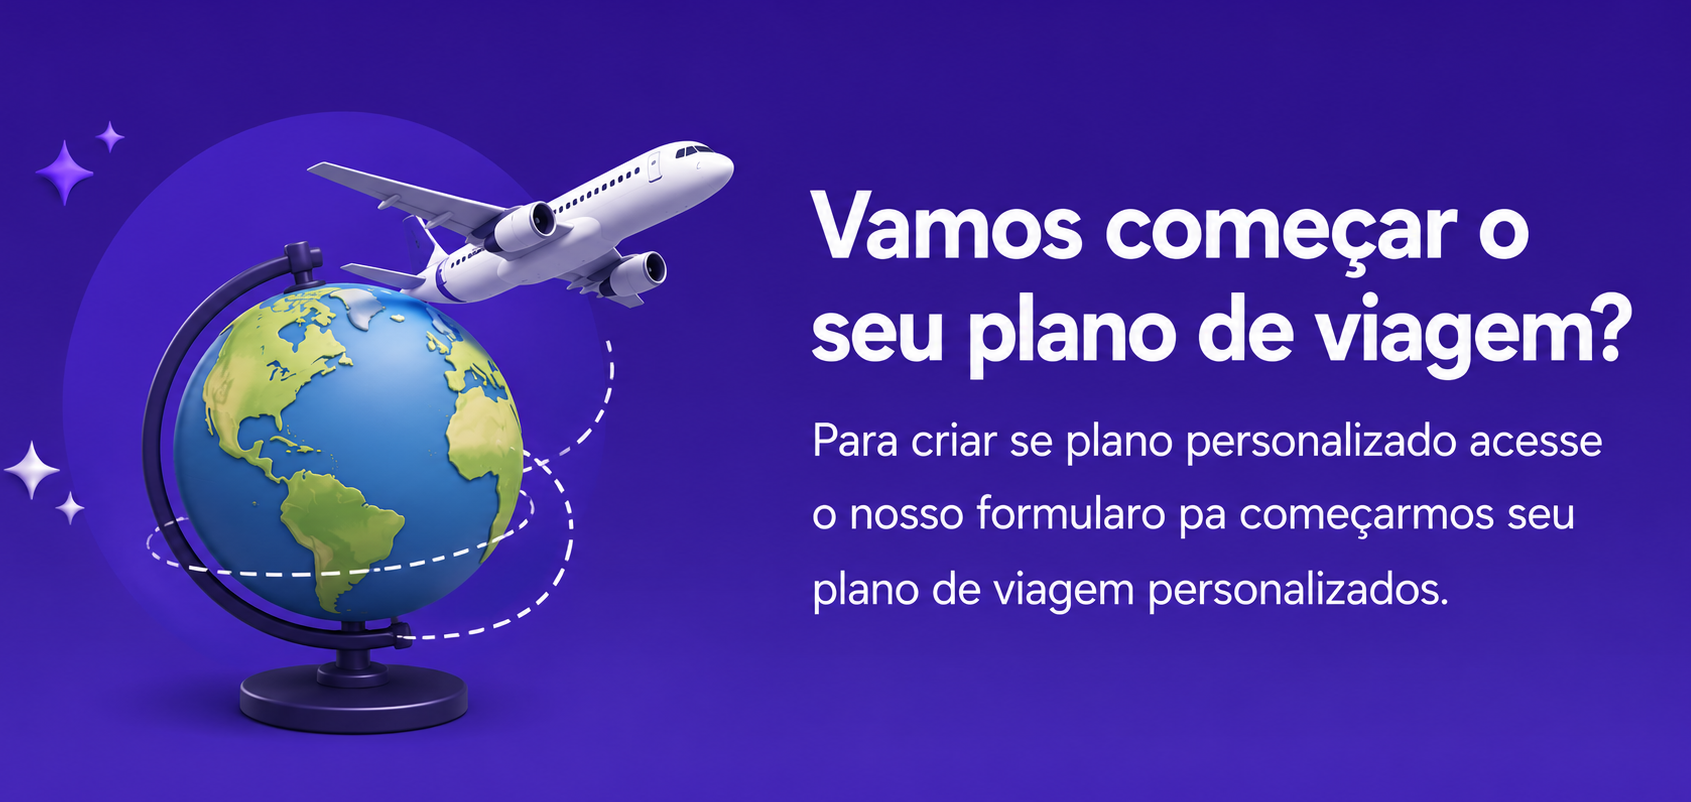 Vamos começar o
seu plano de viagem?
Para criar se plano personalizado acesse
o nosso formularo pa começarmos seu
plano de viagem personalizados.